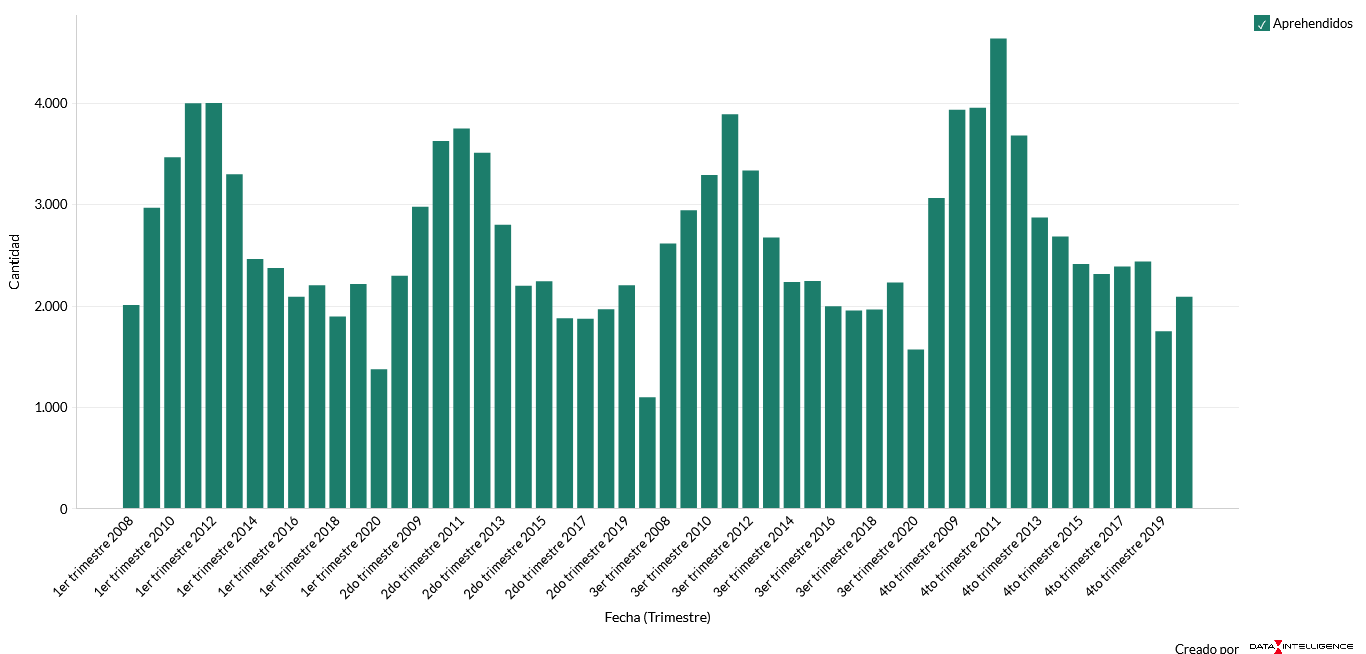 ✓ Aprehendidos
Cantidad
4.000
3.000
2.000
1.000
0
1er trimestre 2008
1er trimestre 2010
1er trimestre 2012
1er trimestre 2014
1er trimestre 2016
1er trimestre 2018
1er trimestre 2020
2do trimestre 2009
2do trimestre 2011
2do trimestre 2013
2do trimestre 2015
2do trimestre 2017
2do trimestre 2019
3er trimestre 2008
3er trimestre 2010
3er trimestre 2012
3er trimestre 2014
3er trimestre 2016
3er trimestre 2018
3er trimestre 2020
4to trimestre 2009
4to trimestre 2011
4to trimestre 2013
4to trimestre 2015
4to trimestre 2017
4to trimestre 2019
Fecha (Trimestre)
Creado por DATA INTELLIGENCE